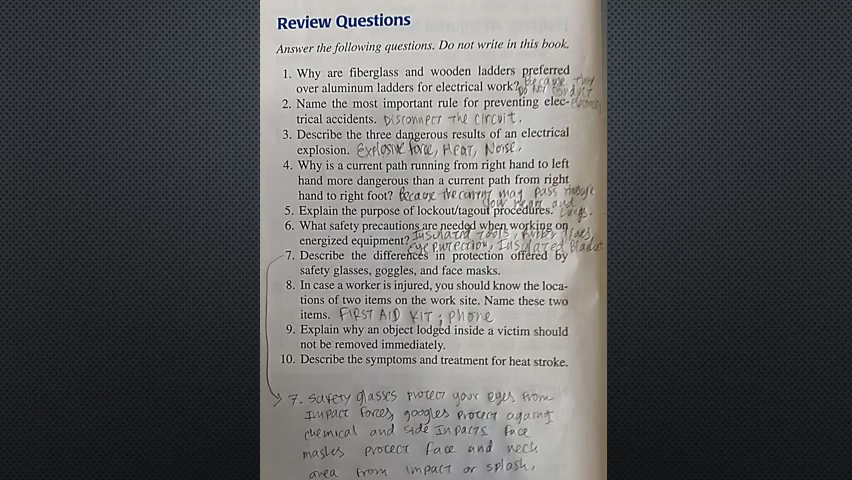 Review Questions
Answer the following questions. Do not write in this book.
1. Why are fiberglass and wooden ladders preferred
over aluminum ladders for electrical work? Because they
Do Not Conduct
2. Name the most important rule for preventing elec-
trical accidents. Disconnect The Circuit.
3. Describe the three dangerous results of an electrical
explosion. Explosive Force, Heat, Noise.
4. Why is a current path running from right hand to left
hand more dangerous than a current path from right
hand to right foot? Because the current may pass through
your heart and
5. Explain the purpose of lockout/tagout procedures. Lungs.
6. What safety precautions are needed when working on
energized equipment? Insulated Tools, Rubber Gloves,
eye protection, Insulated Blanket
7. Describe the differences in protection offered by
safety glasses, goggles, and face masks.
8. In case a worker is injured, you should know the loca-
tions of two items on the work site. Name these two
items. FIRST AID KIT; Phone
9. Explain why an object lodged inside a victim should
not be removed immediately.
10. Describe the symptoms and treatment for heat stroke.
7. Safety glasses protect your eyes from
Impact forces, googles protect against
chemical and side Inpacts. Face
masks protect face and neck
area from impact or splash.